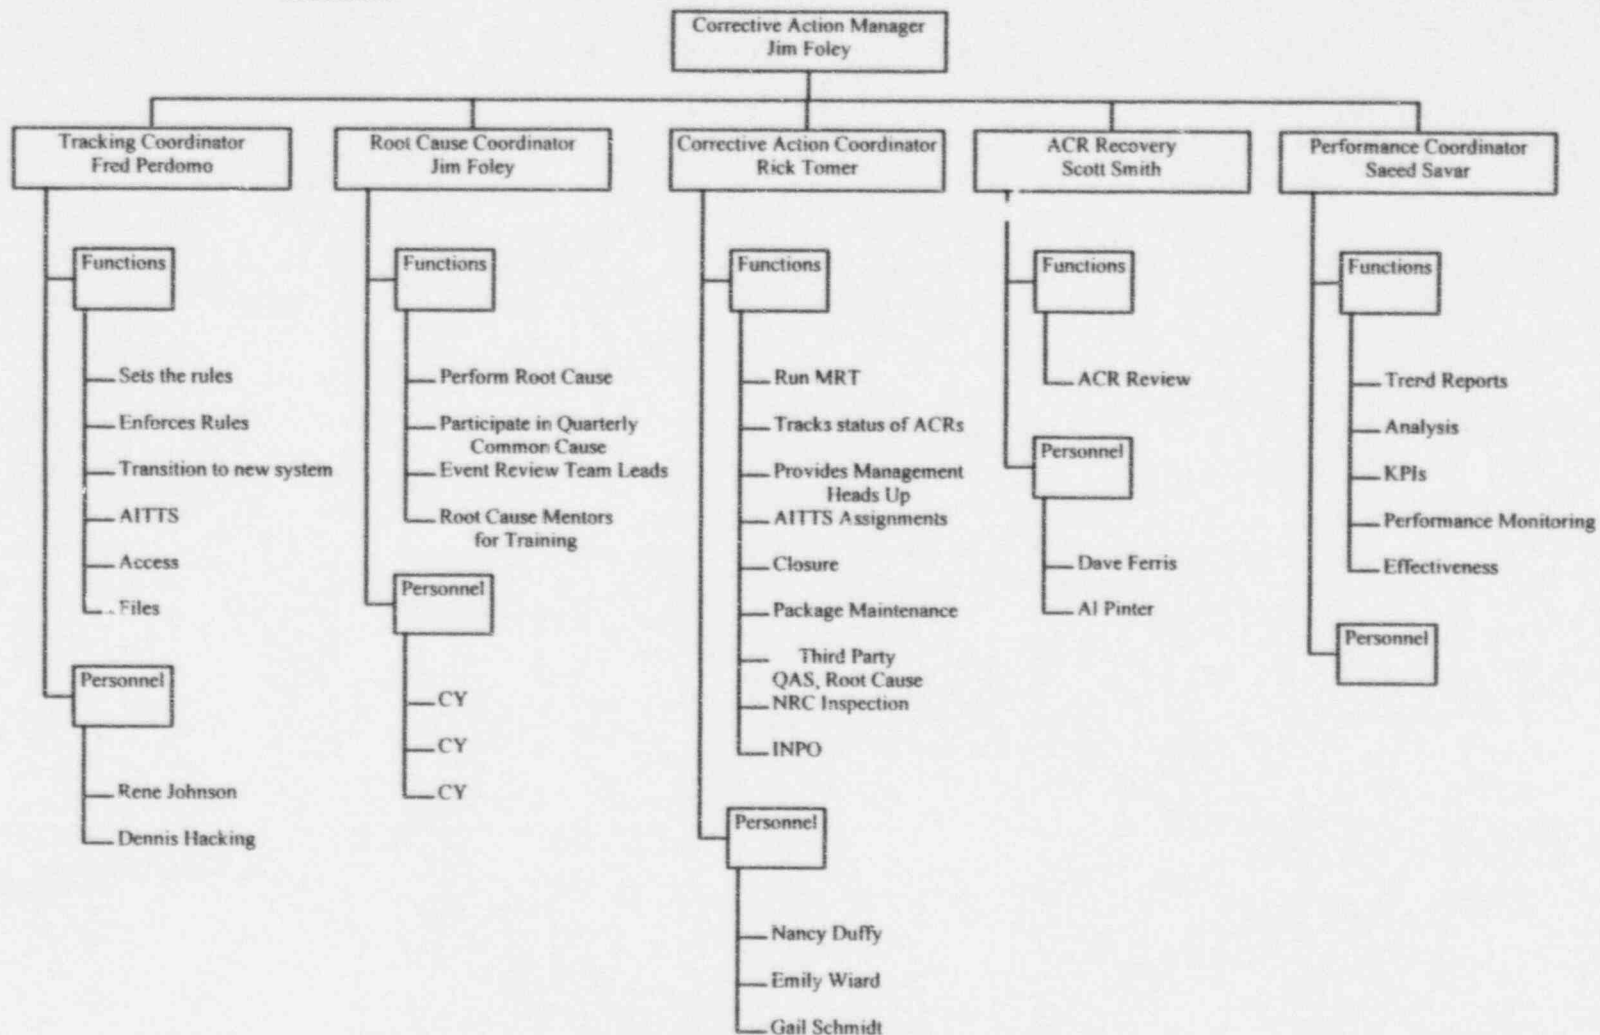 Corrective Action Manager
Jim Foley
Tracking Coordinator
Fred Perdomo
Functions
Sets the rules
Enforces Rules
Transition to new system
AITTS
Access
Files
Personnel
Rene Johnson
Dennis Hacking
Root Cause Coordinator
Jim Foley
Functions
Perform Root Cause
Participate in Quarterly
Common Cause
Event Review Team Leads
Root Cause Mentors
for Training
Personnel
CY
CY
CY
Corrective Action Coordinator
Rick Tomer
Functions
Run MRT
Tracks status of ACRs
Provides Management
Heads Up
AITTS Assignments
Closure
Package Maintenance
Third Party
QAS, Root Cause
NRC Inspection
INPO
Personnel
Nancy Duffy
Emily Wiard
Gail Schmidt
ACR Recovery
Scott Smith
Functions
ACR Review
Personnel
Dave Ferris
Al Pinter
Performance Coordinator
Saeed Savar
Functions
Trend Reports
Analysis
KPIs
Performance Monitoring
Effectiveness
Personnel